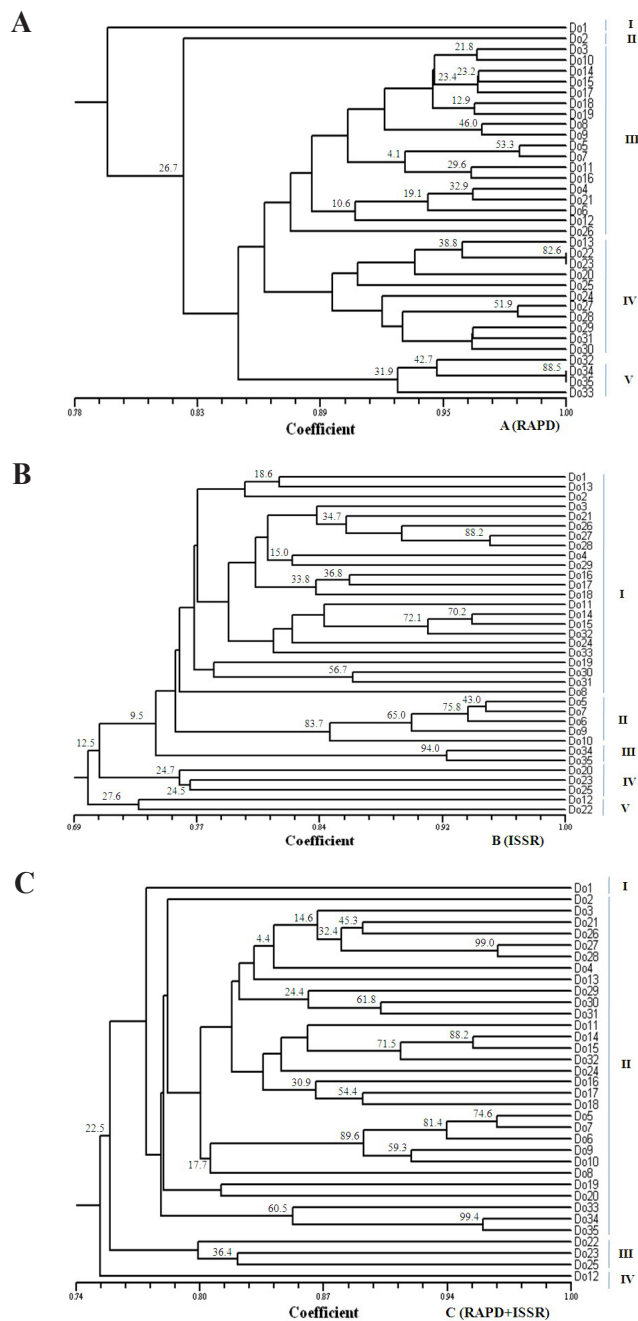 A
Do1 I
Do2 II
Do3
21.8
Do10
Do14
23.2
23.4
Do15
Do17
Do18
12.9
Do19
Do8
46.0
Do9
III
Do5
53.3
Do7
4.1
Do11
29.6
Do16
26.7
Do4
32.9
Do21
19.1
Do6
10.6
Do12
Do26
Do13
38.8
Do22
82.6
Do23
Do20
Do25
Do24
IV
Do27
51.9
Do28
Do29
Do31
Do30
Do32
42.7
Do34
31.9
88.5
Do35
V
Do33
0.78 0.83 0.89 0.95 1.00
Coefficient A (RAPD)
B
Do1
18.6
Do13
Do2
Do3
Do21
34.7
Do26
Do27
88.2
Do28
Do4
15.0
Do29
Do16
36.8
33.8
Do17
Do18
I
Do11
Do14
70.2
Do15
72.1
Do32
Do24
Do33
Do19
Do30
56.7
Do31
Do8
Do5
43.0
Do7
75.8
Do6
65.0
II
9.5
83.7
Do9
Do10
12.5
94.0
Do34
III
Do35
Do20
24.7
Do23
IV
24.5
Do25
Do12
27.6
V
Do22
0.69 0.77 0.84 0.92 1.00
Coefficient B (ISSR)
C
Do1 I
Do2
Do3
14.6
Do21
45.3
32.4
Do26
4.4
Do27
99.0
Do28
Do4
Do13
Do29
24.4
Do30
61.8
Do31
Do11
Do14
88.2
Do15
71.5
II
Do32
Do24
Do16
30.9
Do17
54.4
Do18
Do5
74.6
Do7
81.4
Do6
89.6
Do9
59.3
22.5
Do10
17.7
Do8
Do19
Do20
Do33
60.5
Do34
99.4
Do35
Do22
Do23
36.4
III
Do25
Do12 IV
0.74 0.80 0.87 0.94 1.00
Coefficient C (RAPD+ISSR)